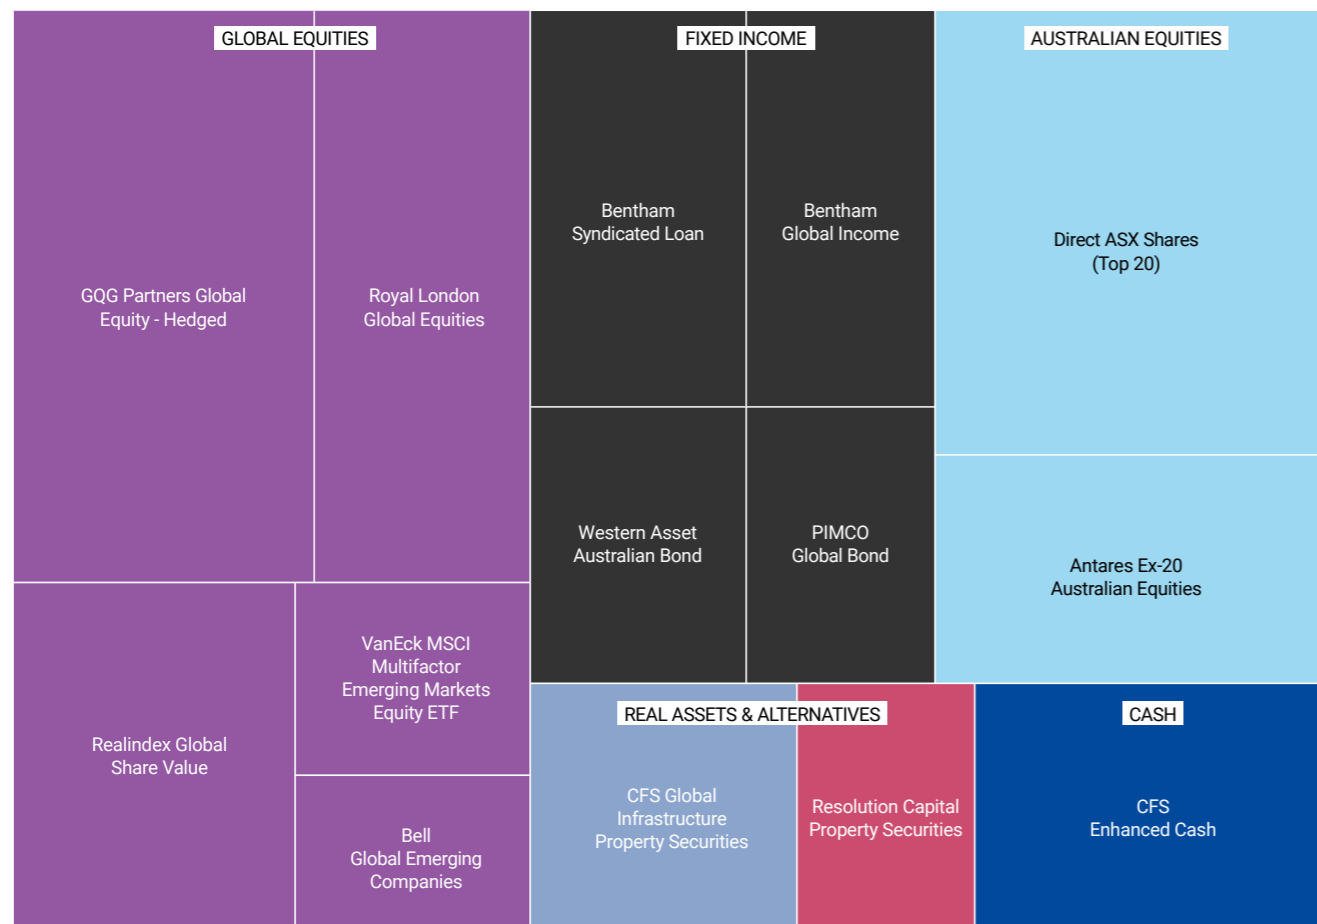 GLOBAL EQUITIES
GQG Partners Global
Equity - Hedged
Royal London
Global Equities
Realindex Global
Share Value
VanEck MSCI
Multifactor
Emerging Markets
Equity ETF
Bell
Global Emerging
Companies
FIXED INCOME
Bentham
Syndicated Loan
Bentham
Global Income
Western Asset
Australian Bond
PIMCO
Global Bond
AUSTRALIAN EQUITIES
Direct ASX Shares
(Top 20)
Antares Ex-20
Australian Equities
REAL ASSETS & ALTERNATIVES
CFS Global
Infrastructure
Property Securities
Resolution Capital
Property Securities
CASH
CFS
Enhanced Cash